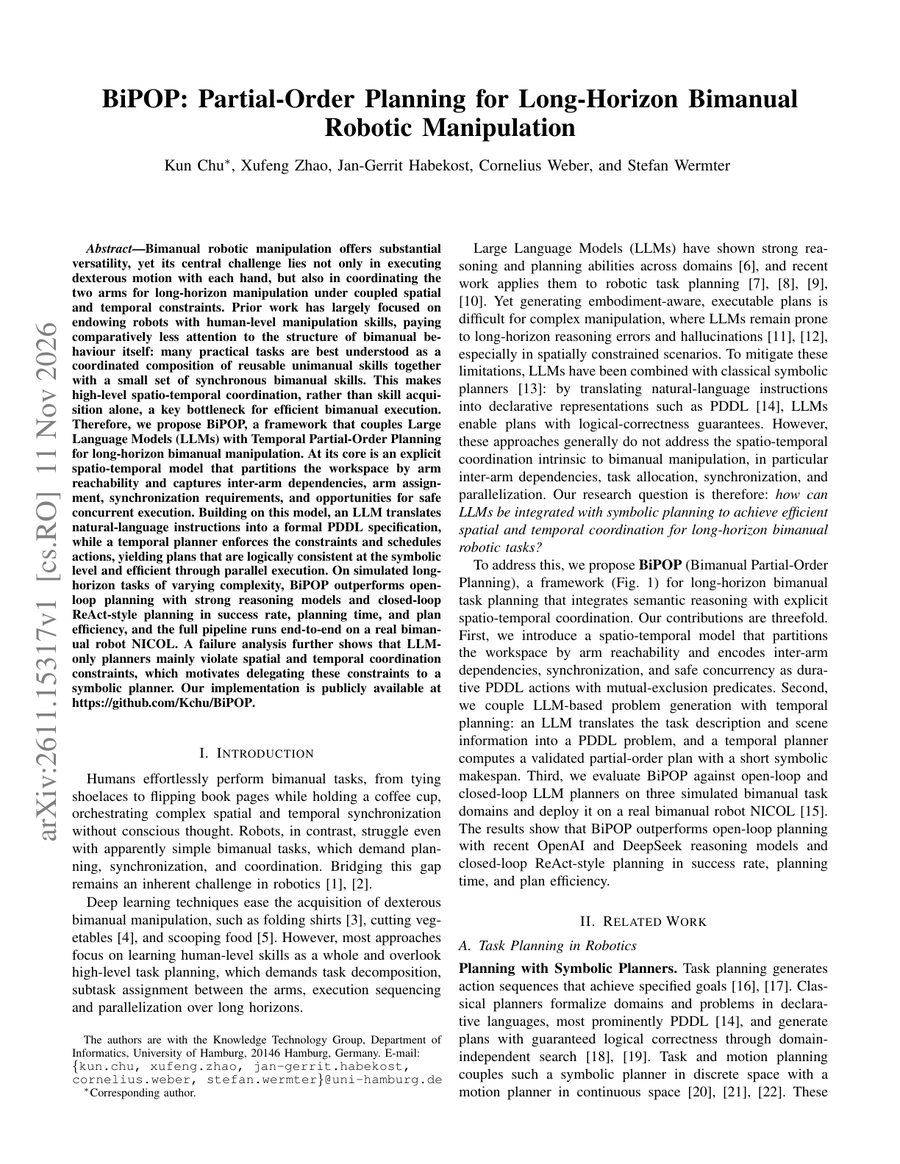 BiPOP: Partial-Order Planning for Long-Horizon Bimanual
Robotic Manipulation
Kun Chu*, Xufeng Zhao, Jan-Gerrit Habekost, Cornelius Weber, and Stefan Wermter
arXiv:2611.15317v1 [cs.RO] 11 Nov 2026
Abstract—Bimanual robotic manipulation offers substantial
versatility, yet its central challenge lies not only in executing
dexterous motion with each hand, but also in coordinating the
two arms for long-horizon manipulation under coupled spatial
and temporal constraints. Prior work has largely focused on
endowing robots with human-level manipulation skills, paying
comparatively less attention to the structure of bimanual be-
haviour itself: many practical tasks are best understood as a
coordinated composition of reusable unimanual skills together
with a small set of synchronous bimanual skills. This makes
high-level spatio-temporal coordination, rather than skill acqui-
sition alone, a key bottleneck for efficient bimanual execution.
Therefore, we propose BiPOP, a framework that couples Large
Language Models (LLMs) with Temporal Partial-Order Planning
for long-horizon bimanual manipulation. At its core is an explicit
spatio-temporal model that partitions the workspace by arm
reachability and captures inter-arm dependencies, arm assign-
ment, synchronization requirements, and opportunities for safe
concurrent execution. Building on this model, an LLM translates
natural-language instructions into a formal PDDL specification,
while a temporal planner enforces the constraints and schedules
actions, yielding plans that are logically consistent at the symbolic
level and efficient through parallel execution. On simulated long-
horizon tasks of varying complexity, BiPOP outperforms open-
loop planning with strong reasoning models and closed-loop
ReAct-style planning in success rate, planning time, and plan
efficiency, and the full pipeline runs end-to-end on a real biman-
ual robot NICOL. A failure analysis further shows that LLM-
only planners mainly violate spatial and temporal coordination
constraints, which motivates delegating these constraints to a
symbolic planner. Our implementation is publicly available at
https://github.com/Kchu/BiPOP.
I. INTRODUCTION
Humans effortlessly perform bimanual tasks, from tying
shoelaces to flipping book pages while holding a coffee cup,
orchestrating complex spatial and temporal synchronization
without conscious thought. Robots, in contrast, struggle even
with apparently simple bimanual tasks, which demand plan-
ning, synchronization, and coordination. Bridging this gap
remains an inherent challenge in robotics [1], [2].
Deep learning techniques ease the acquisition of dexterous
bimanual manipulation, such as folding shirts [3], cutting veg-
etables [4], and scooping food [5]. However, most approaches
focus on learning human-level skills as a whole and overlook
high-level task planning, which demands task decomposition,
subtask assignment between the arms, execution sequencing
and parallelization over long horizons.
The authors are with the Knowledge Technology Group, Department of
Informatics, University of Hamburg, 20146 Hamburg, Germany. E-mail:
{kun.chu, xufeng.zhao, jan-gerrit.habekost,
cornelius.weber, stefan.wermter}@uni-hamburg.de
*Corresponding author.
Large Language Models (LLMs) have shown strong rea-
soning and planning abilities across domains [6], and recent
work applies them to robotic task planning [7], [8], [9],
[10]. Yet generating embodiment-aware, executable plans is
difficult for complex manipulation, where LLMs remain prone
to long-horizon reasoning errors and hallucinations [11], [12],
especially in spatially constrained scenarios. To mitigate these
limitations, LLMs have been combined with classical symbolic
planners [13]: by translating natural-language instructions
into declarative representations such as PDDL [14], LLMs
enable plans with logical-correctness guarantees. However,
these approaches generally do not address the spatio-temporal
coordination intrinsic to bimanual manipulation, in particular
inter-arm dependencies, task allocation, synchronization, and
parallelization. Our research question is therefore: how can
LLMs be integrated with symbolic planning to achieve efficient
spatial and temporal coordination for long-horizon bimanual
robotic tasks?
To address this, we propose BiPOP (Bimanual Partial-Order
Planning), a framework (Fig. 1) for long-horizon bimanual
task planning that integrates semantic reasoning with explicit
spatio-temporal coordination. Our contributions are threefold.
First, we introduce a spatio-temporal model that partitions
the workspace by arm reachability and encodes inter-arm
dependencies, synchronization, and safe concurrency as dura-
tive PDDL actions with mutual-exclusion predicates. Second,
we couple LLM-based problem generation with temporal
planning: an LLM translates the task description and scene
information into a PDDL problem, and a temporal planner
computes a validated partial-order plan with a short symbolic
makespan. Third, we evaluate BiPOP against open-loop and
closed-loop LLM planners on three simulated bimanual task
domains and deploy it on a real bimanual robot NICOL [15].
The results show that BiPOP outperforms open-loop planning
with recent OpenAI and DeepSeek reasoning models and
closed-loop ReAct-style planning in success rate, planning
time, and plan efficiency.
II. RELATED WORK
A. Task Planning in Robotics
Planning with Symbolic Planners. Task planning generates
action sequences that achieve specified goals [16], [17]. Clas-
sical planners formalize domains and problems in declara-
tive languages, most prominently PDDL [14], and generate
plans with guaranteed logical correctness through domain-
independent search [18], [19]. Task and motion planning
couples such a symbolic planner in discrete space with a
motion planner in continuous space [20], [21], [22]. These